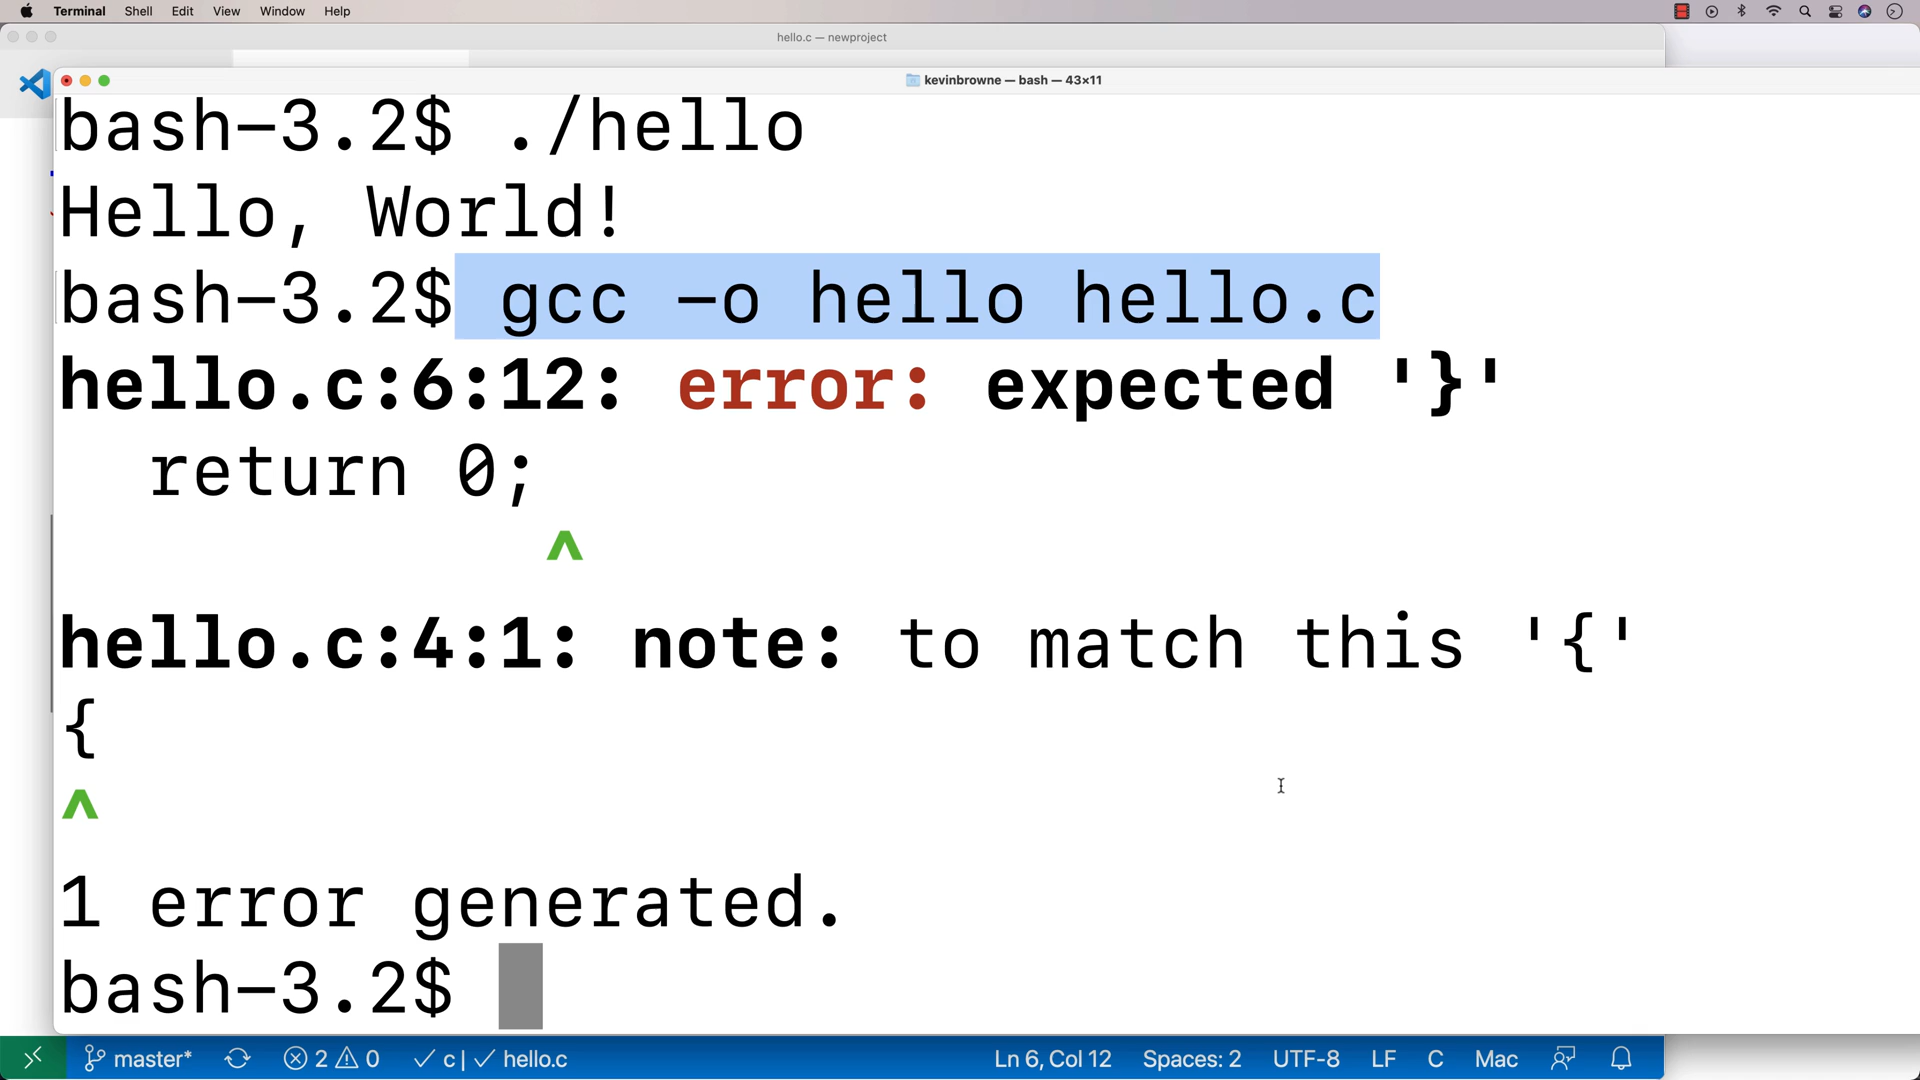 Terminal Shell Edit View Window Help
hello.c — newproject
kevinbrowne — bash — 43×11
bash-3.2$ ./hello
Hello, World!
bash-3.2$ gcc -o hello hello.c
hello.c:6:12: error: expected '}'
return 0;
^
hello.c:4:1: note: to match this '{'
{
^
1 error generated.
bash-3.2$
master* 2 0 c | hello.c Ln 6, Col 12 Spaces: 2 UTF-8 LF C Mac